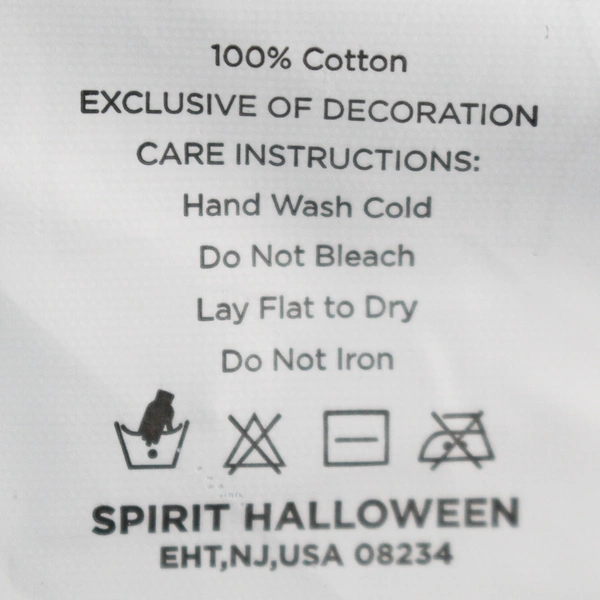 100% Cotton
EXCLUSIVE OF DECORATION
CARE INSTRUCTIONS:
Hand Wash Cold
Do Not Bleach
Lay Flat to Dry
Do Not Iron
SPIRIT HALLOWEEN
EHT,NJ,USA 08234